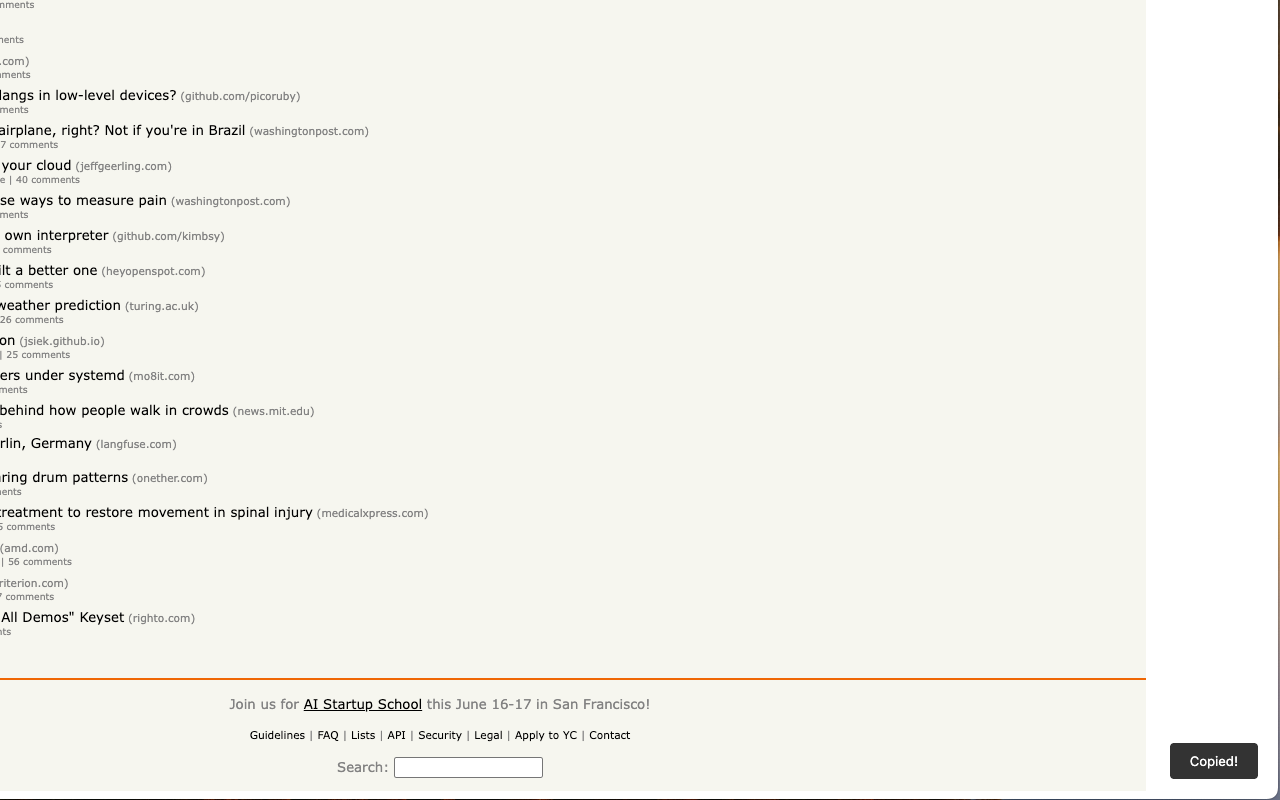 mments
ments
.com)
mments
langs in low-level devices? (github.com/picoruby)
ments
airplane, right? Not if you're in Brazil (washingtonpost.com)
7 comments
your cloud (jeffgeerling.com)
e | 40 comments
se ways to measure pain (washingtonpost.com)
ments
own interpreter (github.com/kimbsy)
comments
ilt a better one (heyopenspot.com)
comments
weather prediction (turing.ac.uk)
26 comments
on (jsiek.github.io)
| 25 comments
ers under systemd (mo8it.com)
ments
behind how people walk in crowds (news.mit.edu)
s
rlin, Germany (langfuse.com)
ring drum patterns (onether.com)
ents
treatment to restore movement in spinal injury (medicalxpress.com)
5 comments
(amd.com)
| 56 comments
riterion.com)
7 comments
All Demos" Keyset (righto.com)
nts
Join us for AI Startup School this June 16-17 in San Francisco!
Guidelines | FAQ | Lists | API | Security | Legal | Apply to YC | Contact
Search:
Copied!